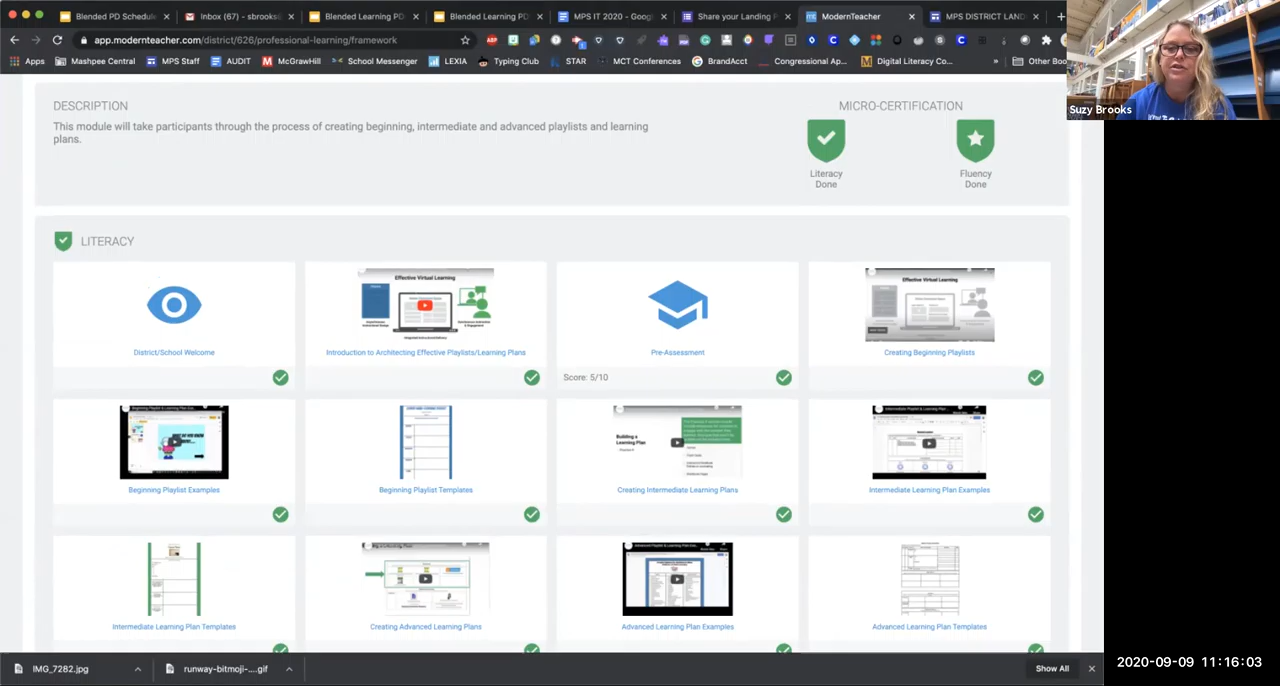 Blended PD Schedul
Inbox (67) - sbrooks@
Blended Learning PD
Blended Learning PD
MPS IT 2020 - Goog
Share your Landing P
ModernTeacher
MPS DISTRICT LAND
app.modernteacher.com/district/626/professional-learning/framework
Apps
Mashpee Central
MPS Staff
AUDIT
McGrawHill
School Messenger
LEXIA
Typing Club
STAR
MCT Conferences
BrandAcct
Congressional Ap...
Digital Literacy Co...
»
Other Boo
Suzy Brooks
DESCRIPTION
This module will take participants through the process of creating beginning, intermediate and advanced playlists and learning
plans.
MICRO-CERTIFICATION
Literacy
Done
Fluency
Done
LITERACY
Effective Virtual Learning
Effective Virtual Learning
District/School Welcome
Introduction to Architecting Effective Playlists/Learning Plans
Pre-Assessment
Creating Beginning Playlists
Score: 5/10
Building a
Learning Plan
Beginning Playlist Examples
Beginning Playlist Templates
Creating Intermediate Learning Plans
Intermediate Learning Plan Examples
Intermediate Learning Plan Templates
Creating Advanced Learning Plans
Advanced Learning Plan Examples
Advanced Learning Plan Templates
IMG_7282.jpg
runway-bitmoji-....gif
Show All
2020-09-09 11:16:03